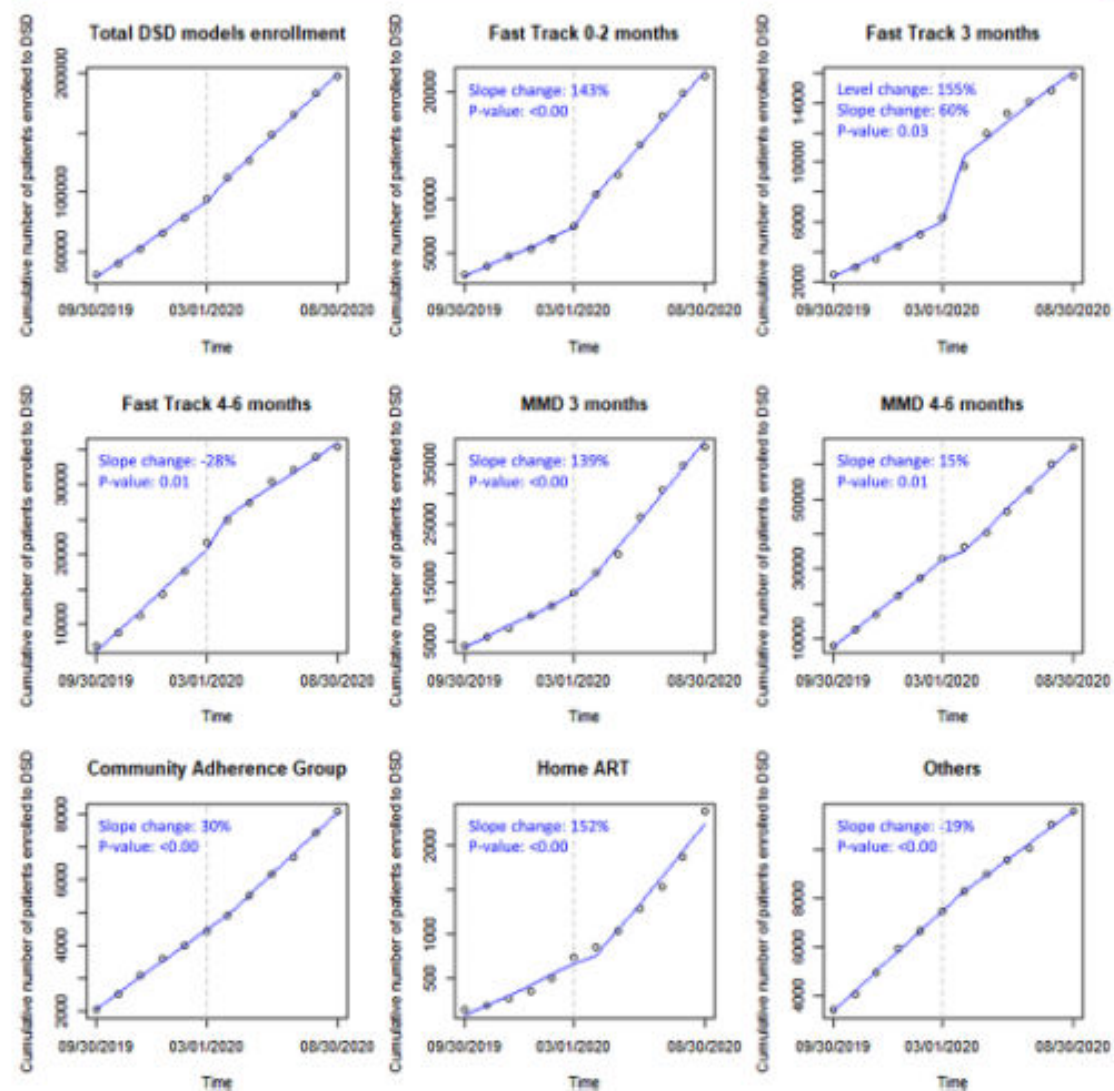 Total DSD models enrollment
Cumulative number of patients enrolled to DSD
200000
100000
50000
09/30/2019 03/01/2020 08/30/2020
Time
Fast Track 0-2 months
Cumulative number of patients enrolled to DSD
Slope change: 143%
P-value: <0.00
20000
10000
5000
09/30/2019 03/01/2020 08/30/2020
Time
Fast Track 3 months
Cumulative number of patients enrolled to DSD
Level change: 155%
Slope change: 60%
P-value: 0.03
14000
10000
6000
2000
09/30/2019 03/01/2020 08/30/2020
Time
Fast Track 4-6 months
Cumulative number of patients enrolled to DSD
Slope change: -28%
P-value: 0.01
30000
20000
10000
09/30/2019 03/01/2020 08/30/2020
Time
MMD 3 months
Cumulative number of patients enrolled to DSD
Slope change: 139%
P-value: <0.00
35000
25000
15000
5000
09/30/2019 03/01/2020 08/30/2020
Time
MMD 4-6 months
Cumulative number of patients enrolled to DSD
Slope change: 15%
P-value: 0.01
50000
30000
10000
09/30/2019 03/01/2020 08/30/2020
Time
Community Adherence Group
Cumulative number of patients enrolled to DSD
Slope change: 30%
P-value: <0.00
8000
6000
4000
2000
09/30/2019 03/01/2020 08/30/2020
Time
Home ART
Cumulative number of patients enrolled to DSD
Slope change: 152%
P-value: <0.00
2000
1000
500
09/30/2019 03/01/2020 08/30/2020
Time
Others
Cumulative number of patients enrolled to DSD
Slope change: -19%
P-value: <0.00
8000
6000
4000
09/30/2019 03/01/2020 08/30/2020
Time